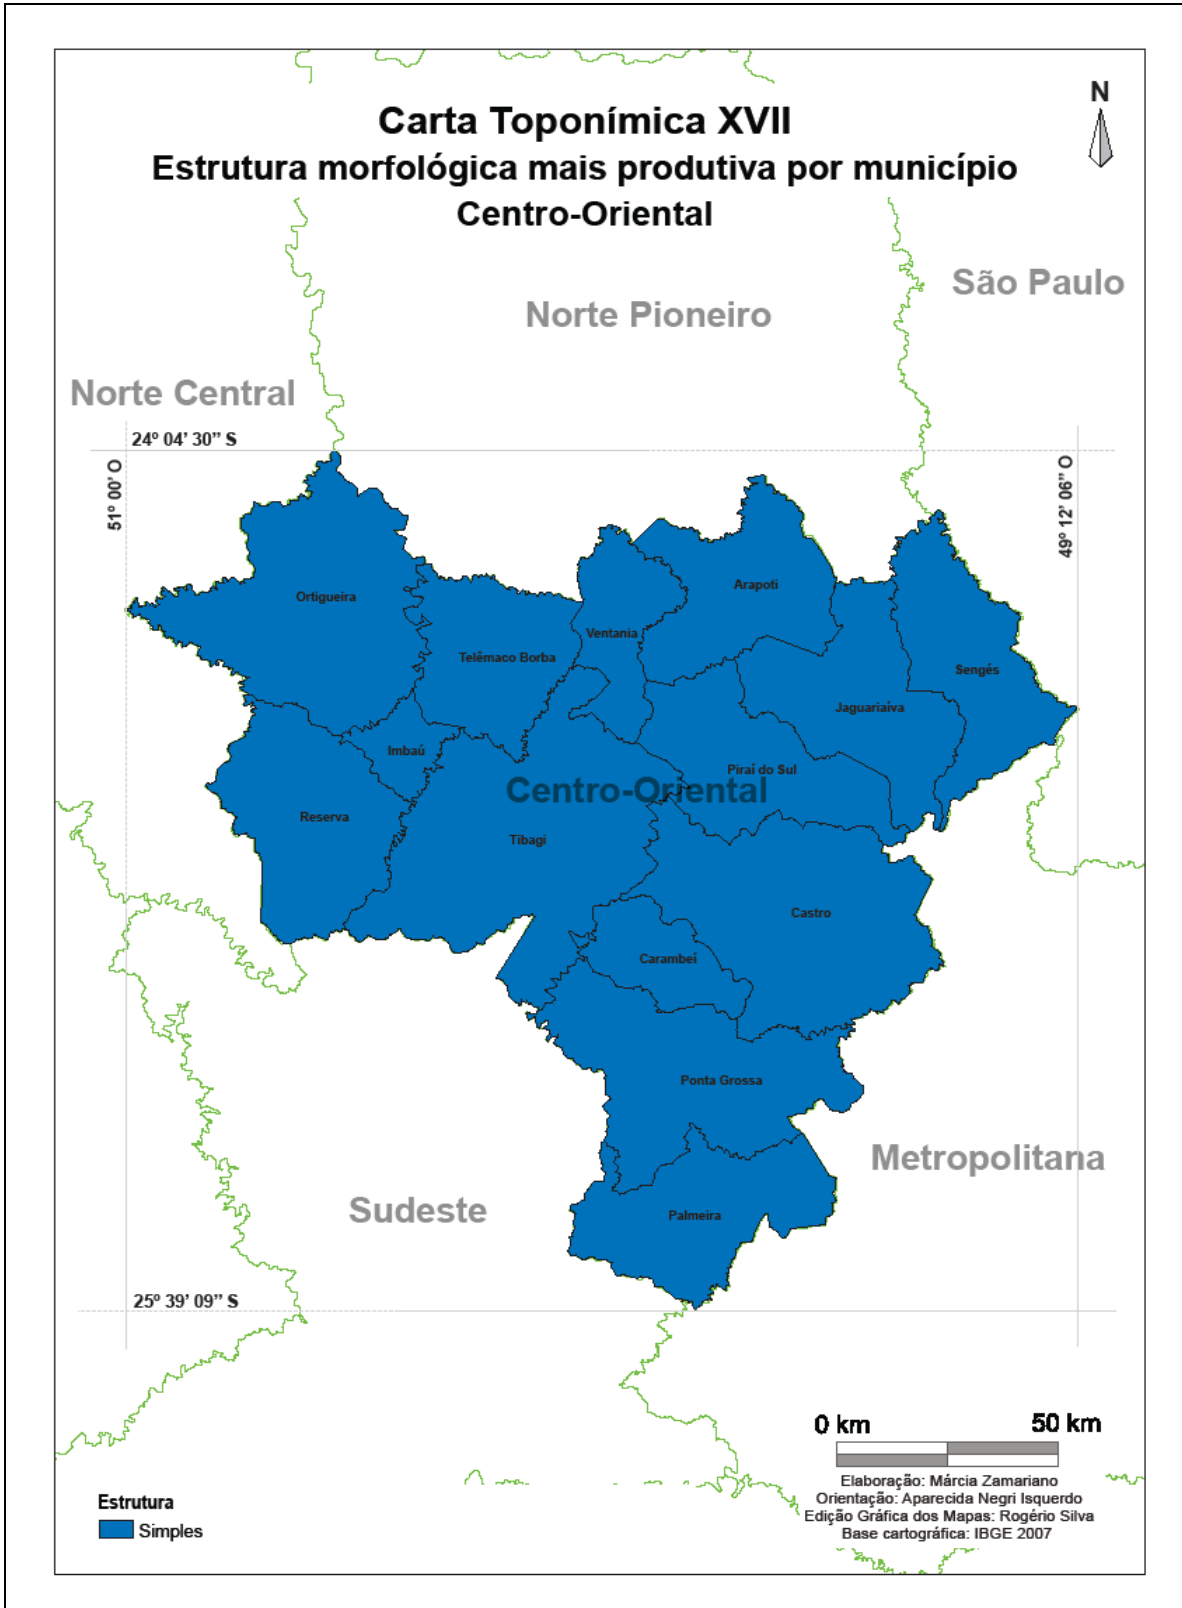 Carta Toponímica XVII
Estrutura morfológica mais produtiva por município
Centro-Oriental
N
São Paulo
Norte Pioneiro
Norte Central
24º 04' 30” S
51º 00' O
49º 12' 06” O
Arapoti
Ortigueira
Ventania
Telêmaco Borba
Sengés
Jaguariaíva
Imbaú
Piraí do Sul
Centro-Oriental
Reserva
Tibagi
Castro
Carambeí
Ponta Grossa
Metropolitana
Sudeste
Palmeira
25º 39' 09” S
0 km 50 km
Elaboração: Márcia Zamariano
Orientação: Aparecida Negri Isquerdo
Edição Gráfica dos Mapas: Rogério Silva
Base cartográfica: IBGE 2007
Estrutura
Simples